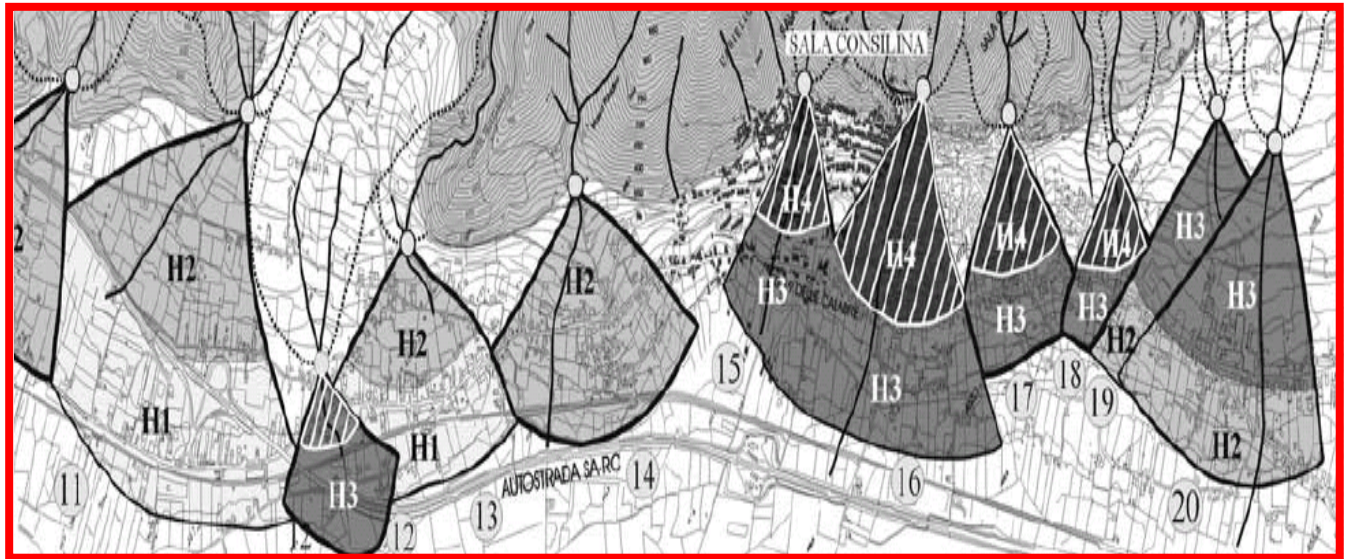 SALA CONSILINA
H4
H4
H4
H4
H3
2
H2
H2
H2
H3
H3
H3
H3
H2
H3
H1
H1
H2
H3
11
12
13
AUTOSTRADA SA-RC
14
15
16
17
18
19
20